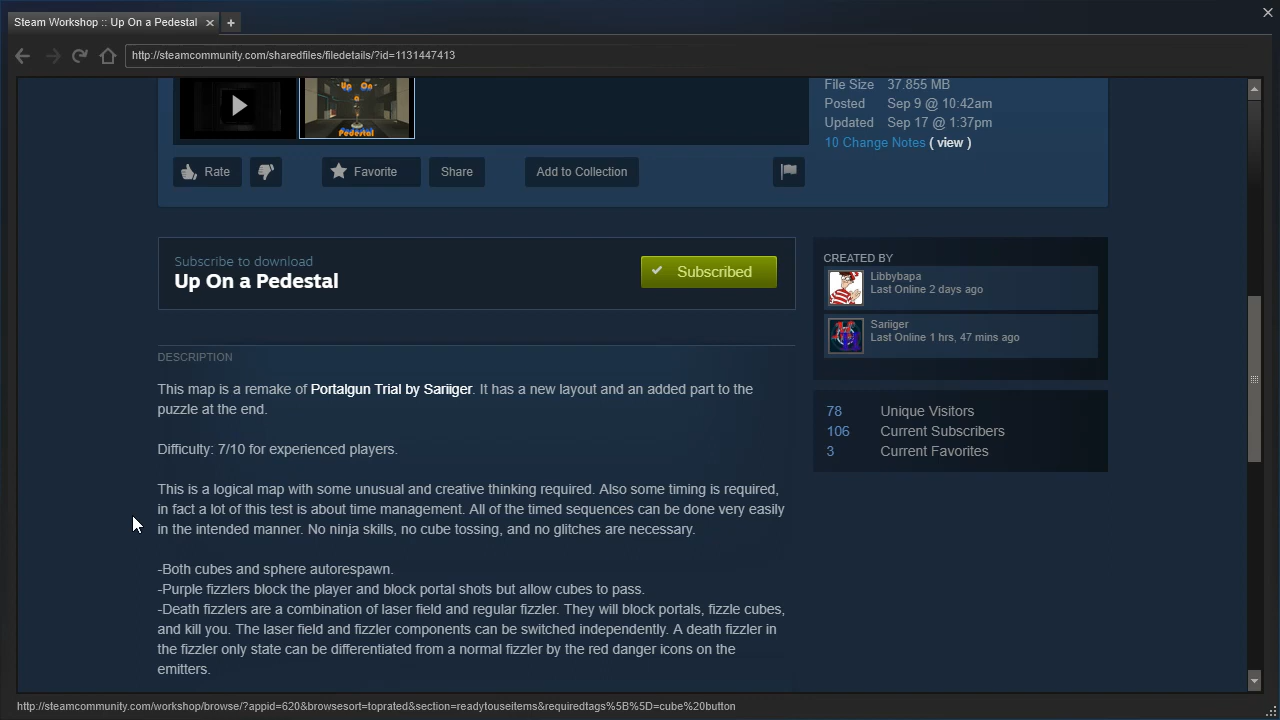 Steam Workshop :: Up On a Pedestal
http://steamcommunity.com/sharedfiles/filedetails/?id=1131447413
Up On
Pedestal
File Size 37.855 MB
Posted Sep 9 @ 10:42am
Updated Sep 17 @ 1:37pm
10 Change Notes ( view )
Rate
Favorite
Share
Add to Collection
Subscribe to download
Up On a Pedestal
Subscribed
CREATED BY
Libbybapa
Last Online 2 days ago
Sariiger
Last Online 1 hrs, 47 mins ago
78 Unique Visitors
106 Current Subscribers
3 Current Favorites
DESCRIPTION
This map is a remake of Portalgun Trial by Sariiger. It has a new layout and an added part to the
puzzle at the end.
Difficulty: 7/10 for experienced players.
This is a logical map with some unusual and creative thinking required. Also some timing is required,
in fact a lot of this test is about time management. All of the timed sequences can be done very easily
in the intended manner. No ninja skills, no cube tossing, and no glitches are necessary.
-Both cubes and sphere autorespawn.
-Purple fizzlers block the player and block portal shots but allow cubes to pass.
-Death fizzlers are a combination of laser field and regular fizzler. They will block portals, fizzle cubes,
and kill you. The laser field and fizzler components can be switched independently. A death fizzler in
the fizzler only state can be differentiated from a normal fizzler by the red danger icons on the
emitters.
http://steamcommunity.com/workshop/browse/?appid=620&browsesort=toprated&section=readytouseitems&requiredtags%5B%5D=cube%20button